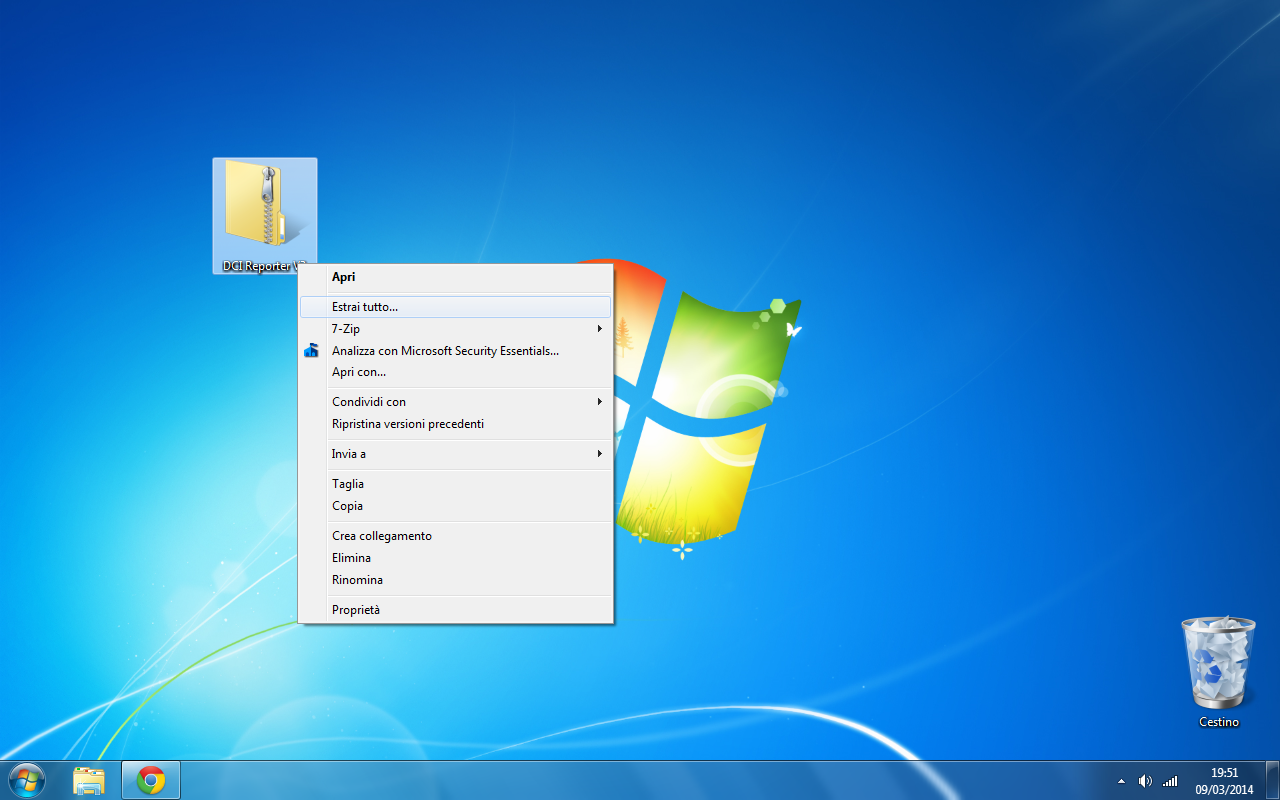 DCI Reporter
Apri
Estrai tutto...
7-Zip
Analizza con Microsoft Security Essentials...
Apri con...
Condividi con
Ripristina versioni precedenti
Invia a
Taglia
Copia
Crea collegamento
Elimina
Rinomina
Proprietà
Cestino
19:51
09/03/2014